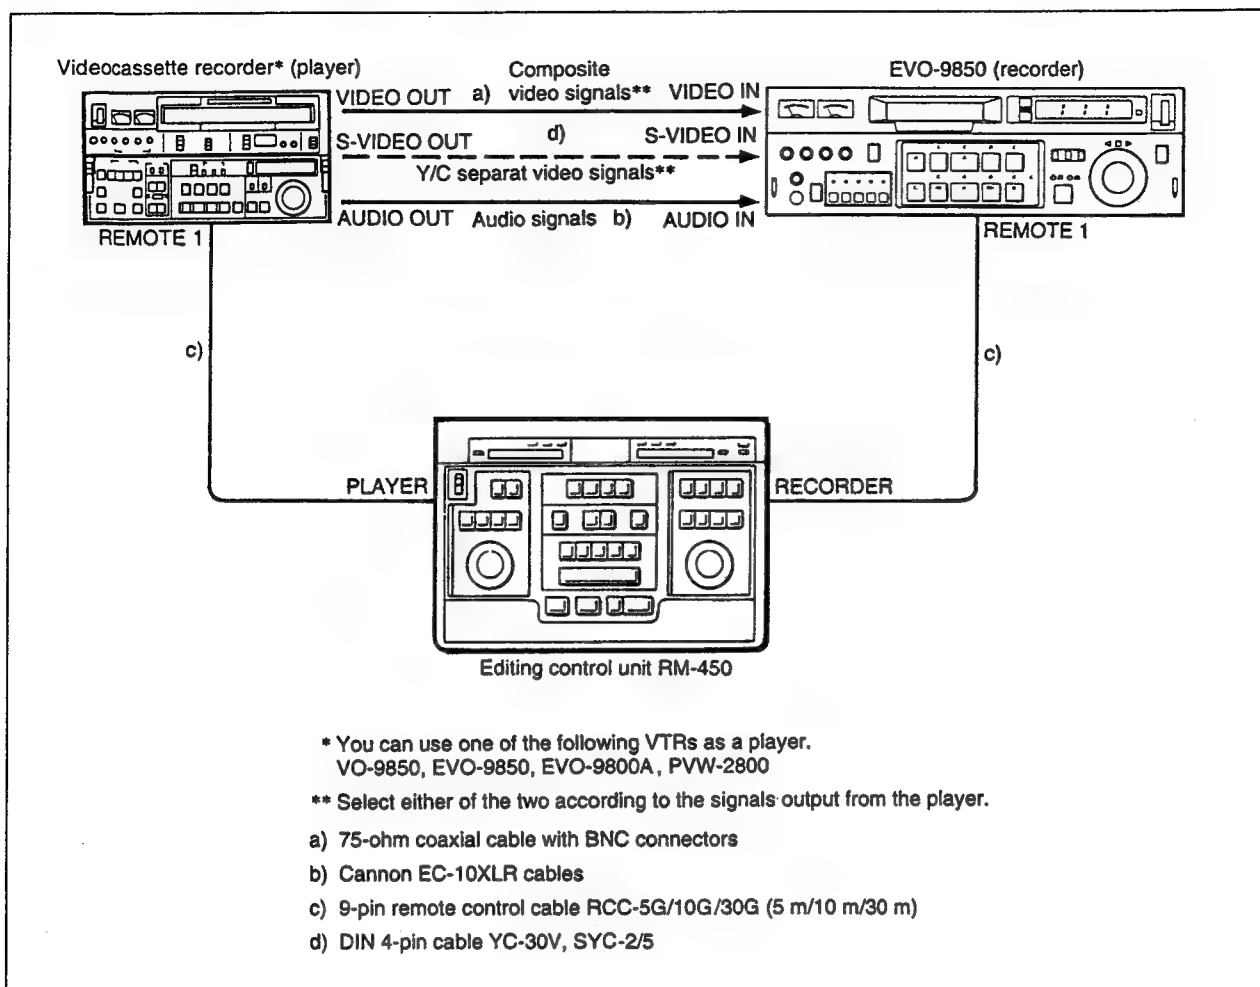 Videocassette recorder* (player)
Composite
EVO-9850 (recorder)
VIDEO OUT a) video signals** VIDEO IN
S-VIDEO OUT d) S-VIDEO IN
Y/C separat video signals**
AUDIO OUT Audio signals b) AUDIO IN
REMOTE 1
REMOTE 1
c)
c)
PLAYER
RECORDER
Editing control unit RM-450
* You can use one of the following VTRs as a player.
VO-9850, EVO-9850, EVO-9800A, PVW-2800
** Select either of the two according to the signals output from the player.
a) 75-ohm coaxial cable with BNC connectors
b) Cannon EC-10XLR cables
c) 9-pin remote control cable RCC-5G/10G/30G (5 m/10 m/30 m)
d) DIN 4-pin cable YC-30V, SYC-2/5